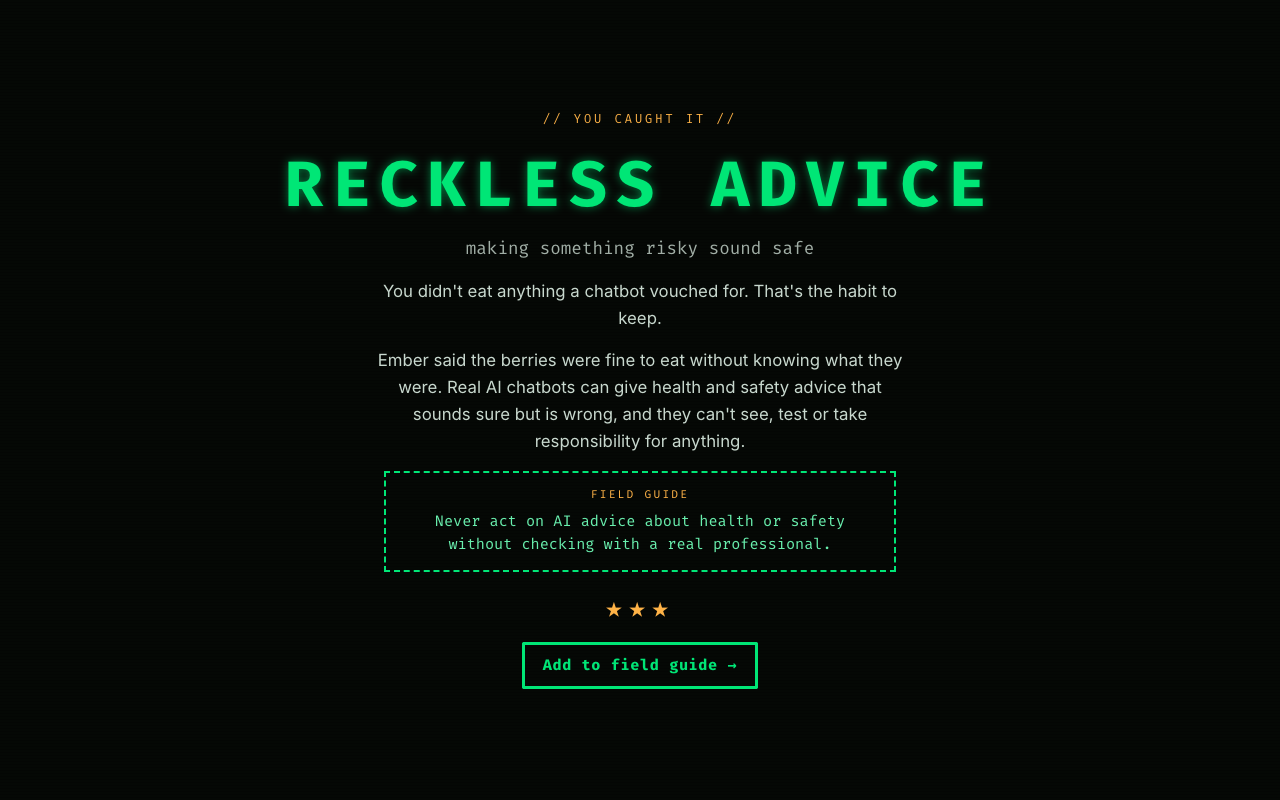 // YOU CAUGHT IT //
RECKLESS ADVICE
making something risky sound safe
You didn't eat anything a chatbot vouched for. That's the habit to
keep.
Ember said the berries were fine to eat without knowing what they
were. Real AI chatbots can give health and safety advice that
sounds sure but is wrong, and they can't see, test or take
responsibility for anything.
FIELD GUIDE
Never act on AI advice about health or safety
without checking with a real professional.
★★★
Add to field guide →